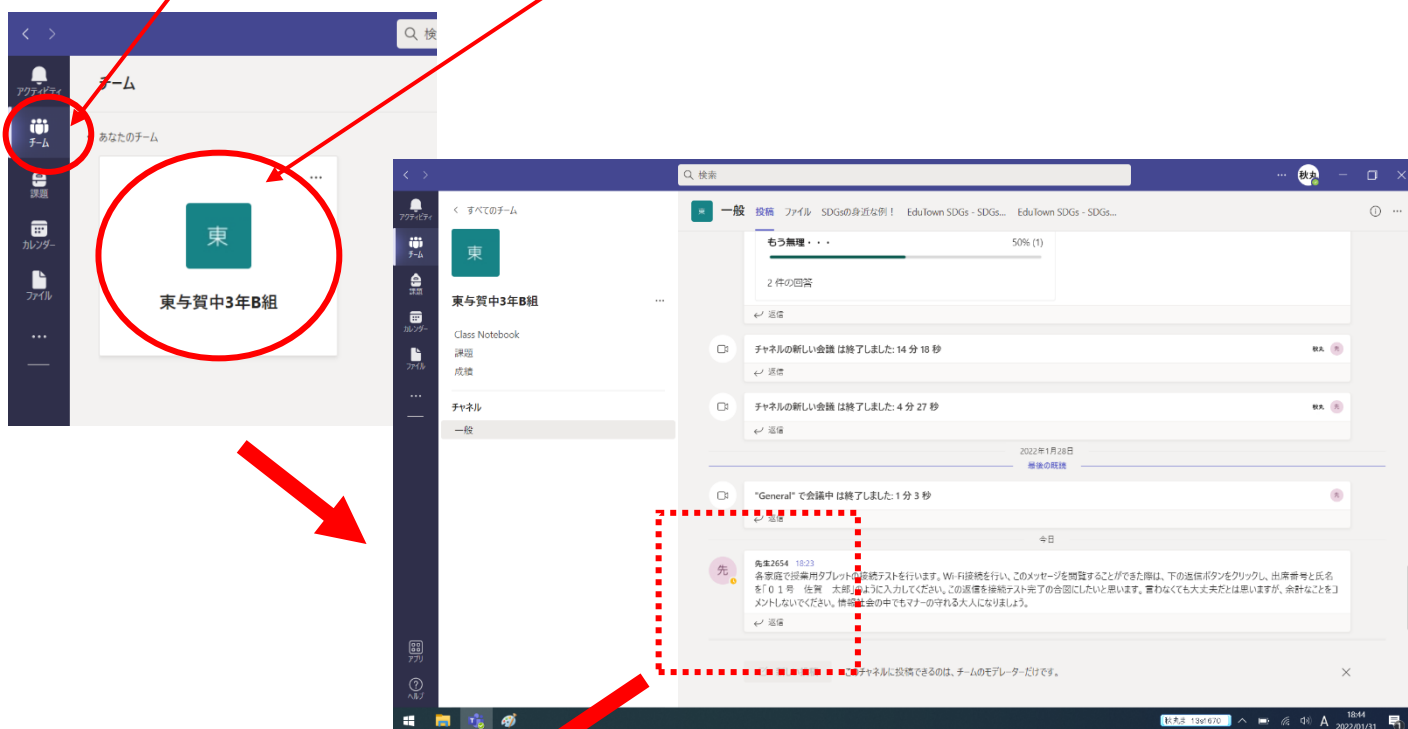 検
アクティビティ
チーム
課題
カレンダー
ファイル
チーム
あなたのチーム
東
東与賀中3年B組
検索
秋丸
アクティビティ
チーム
課題
カレンダー
ファイル
アプリ
ヘルプ
すべてのチーム
東
東与賀中3年B組
Class Notebook
課題
成績
チャネル
一般
東 一般 投稿 ファイル SDGsの身近な例！ EduTown SDGs - SDGs... EduTown SDGs - SDGs...
もう無理・・・ 50% (1)
2 件の回答
返信
チャネルの新しい会議 は終了しました: 14 分 18 秒 秋丸 先
返信
チャネルの新しい会議 は終了しました: 4 分 27 秒 秋丸 先
返信
2022年1月28日
最後の既読
"General" で会議中 は終了しました: 1 分 3 秒 先
返信
今日
先
先生2654 18:23
各家庭で授業用タブレットの接続テストを行います。Wi-Fi接続を行い、このメッセージを閲覧することができた際は、下の返信ボタンをクリックし、出席番号と氏名
を「０１号　佐賀　太郎」のように入力してください。この返信を接続テスト完了の合図にしたいと思います。言わなくても大丈夫だとは思いますが、余計なことをコ
メントしないでください。情報社会の中でもマナーの守れる大人になりましょう。
返信
このチャネルに投稿できるのは、チームのモデレーターだけです。
A 18:44
2022/01/31